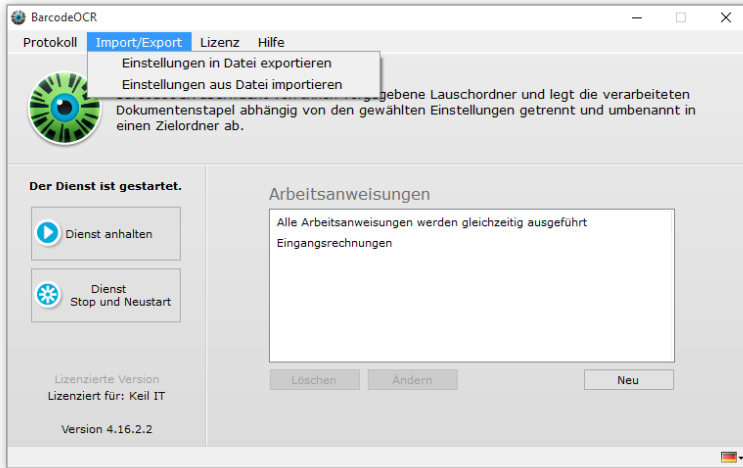 BarcodeOCR
Protokoll Import/Export Lizenz Hilfe
Einstellungen in Datei exportieren
Einstellungen aus Datei importieren
gebene Lauschordner und legt die verarbeiteten
Dokumentenstapel abhängig von den gewählten Einstellungen getrennt und umbenannt in
einen Zielordner ab.
Der Dienst ist gestartet.
Dienst anhalten
Dienst
Stop und Neustart
Lizenzierte Version
Lizenziert für: Keil IT
Version 4.16.2.2
Arbeitsanweisungen
Alle Arbeitsanweisungen werden gleichzeitig ausgeführt
Eingangsrechnungen
Löschen Ändern Neu